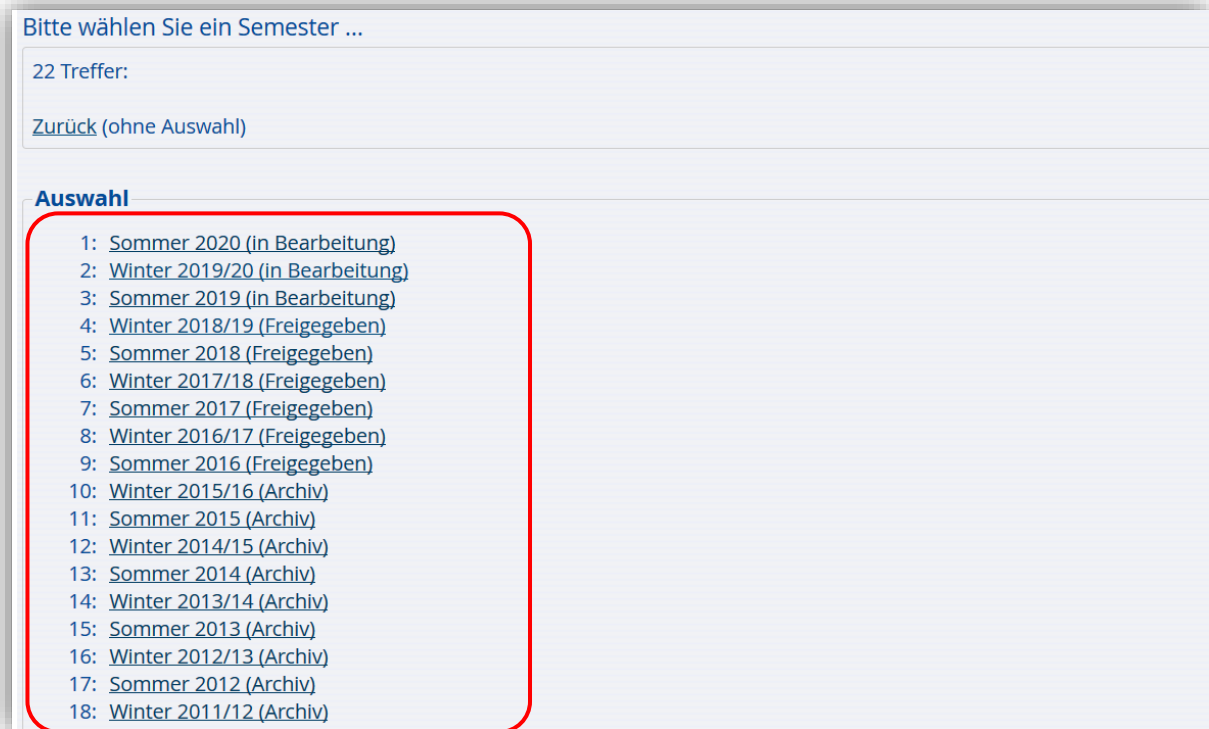 Bitte wählen Sie ein Semester ...
22 Treffer:
Zurück (ohne Auswahl)
Auswahl
1: Sommer 2020 (in Bearbeitung)
2: Winter 2019/20 (in Bearbeitung)
3: Sommer 2019 (in Bearbeitung)
4: Winter 2018/19 (Freigegeben)
5: Sommer 2018 (Freigegeben)
6: Winter 2017/18 (Freigegeben)
7: Sommer 2017 (Freigegeben)
8: Winter 2016/17 (Freigegeben)
9: Sommer 2016 (Freigegeben)
10: Winter 2015/16 (Archiv)
11: Sommer 2015 (Archiv)
12: Winter 2014/15 (Archiv)
13: Sommer 2014 (Archiv)
14: Winter 2013/14 (Archiv)
15: Sommer 2013 (Archiv)
16: Winter 2012/13 (Archiv)
17: Sommer 2012 (Archiv)
18: Winter 2011/12 (Archiv)